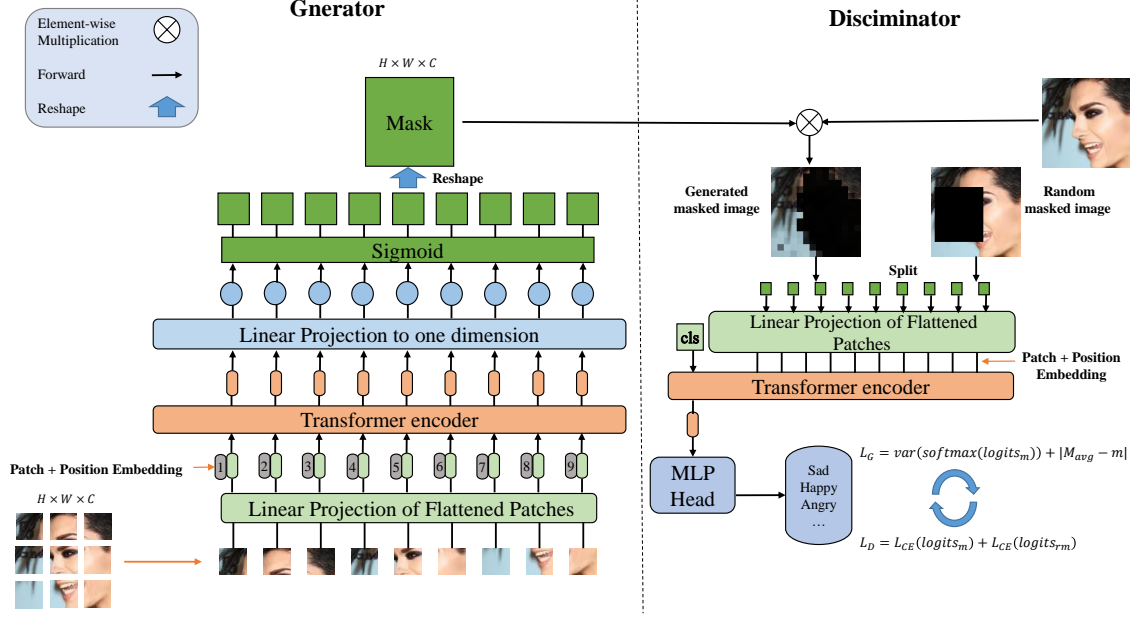 Gnerator
Disciminator
Element-wise
Multiplication
Forward
Reshape
H × W × C
Mask
Reshape
Sigmoid
Linear Projection to one dimension
Transformer encoder
Patch + Position Embedding
1 2 3 4 5 6 7 8 9
H × W × C
Linear Projection of Flattened Patches
Generated
masked image
Random
masked image
Split
cls
Linear Projection of Flattened
Patches
Patch + Position
Embedding
Transformer encoder
MLP
Head
Sad
Happy
Angry
…
L_G = var(softmax(logits_m)) + |M_avg − m|
L_D = L_CE(logits_m) + L_CE(logits_rm)